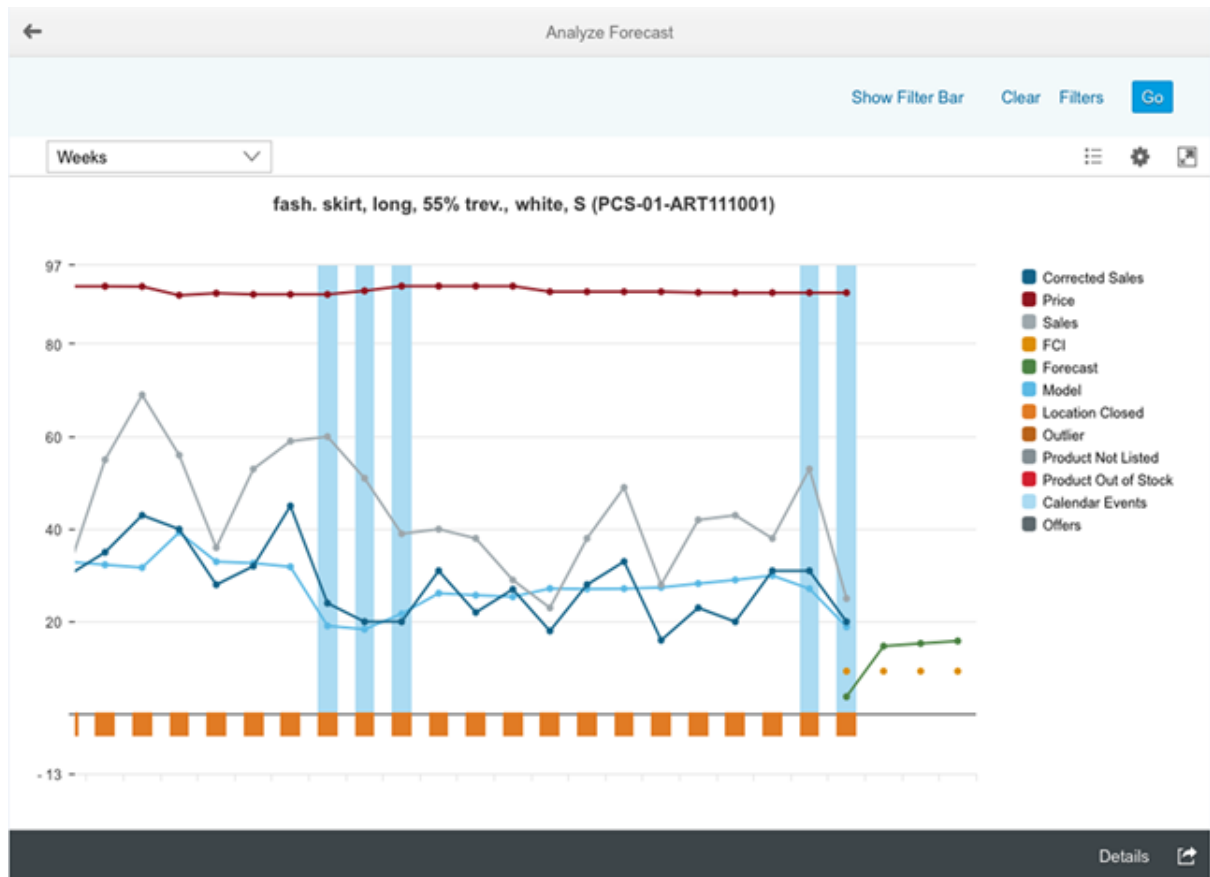 Analyze Forecast
Show Filter Bar Clear Filters Go
Weeks
fash. skirt, long, 55% trev., white, S (PCS-01-ART111001)
97
80
60
40
20
- 13
Corrected Sales
Price
Sales
FCI
Forecast
Model
Location Closed
Outlier
Product Not Listed
Product Out of Stock
Calendar Events
Offers
Details